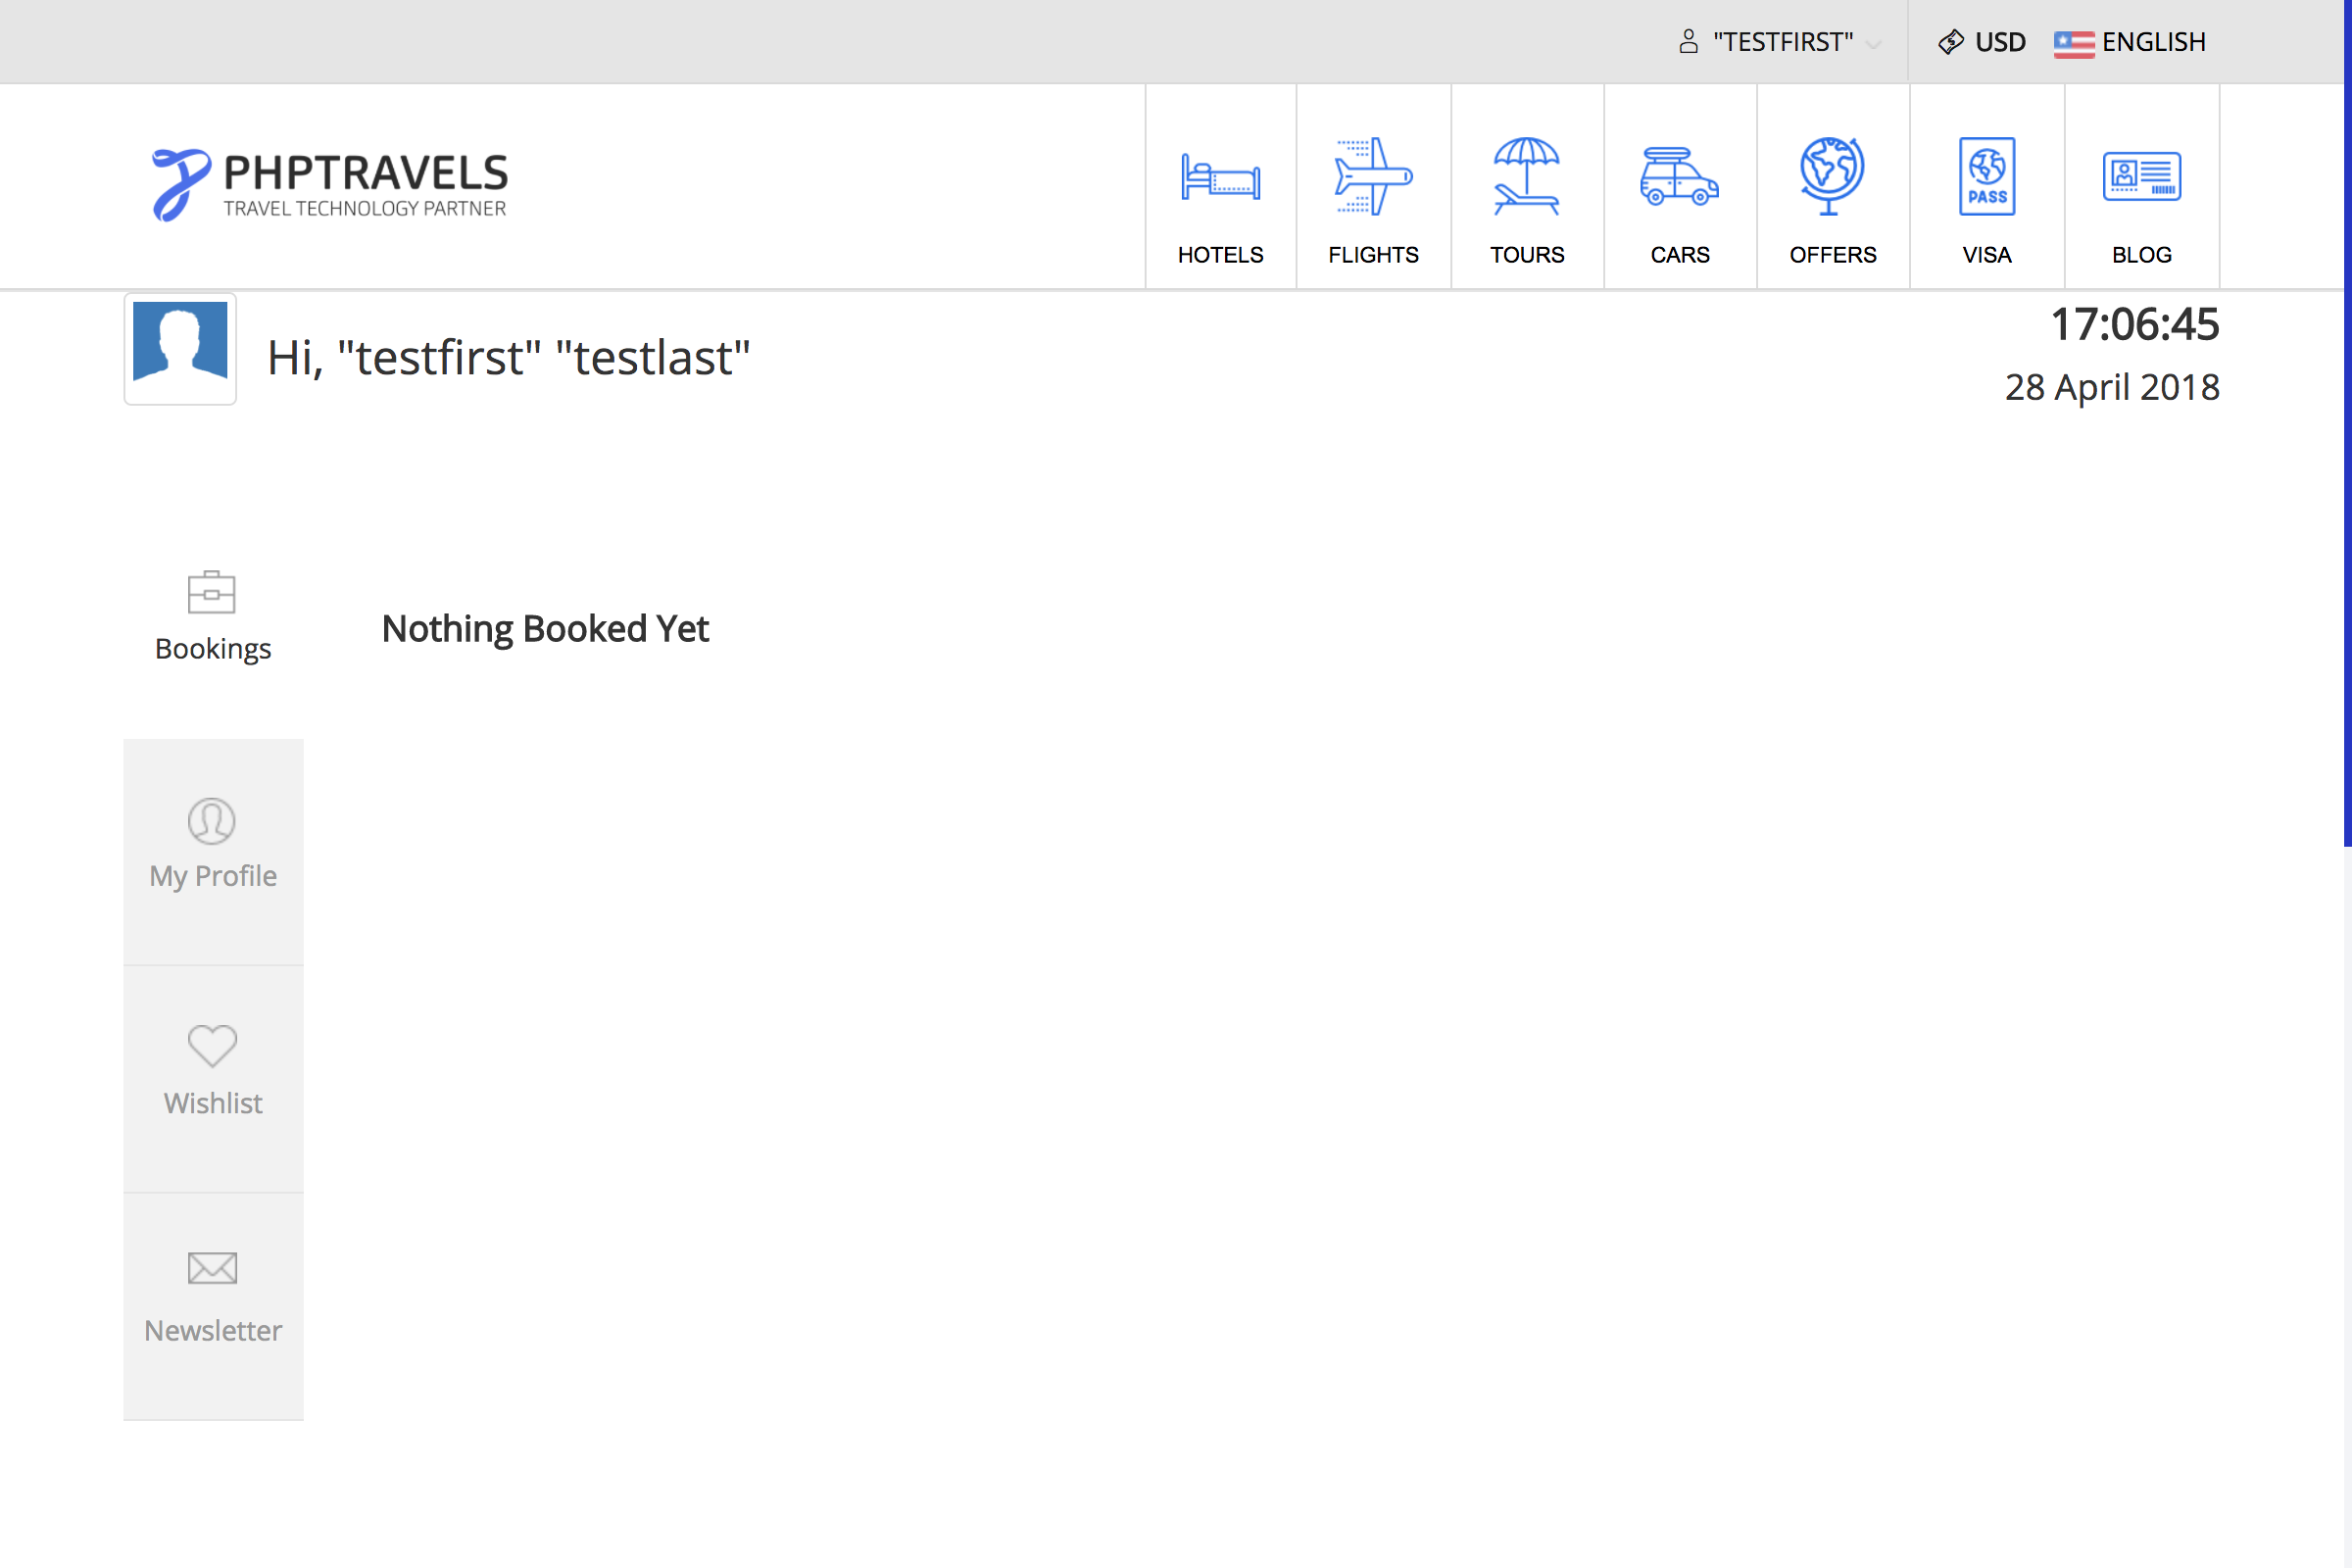 "TESTFIRST" USD ENGLISH
PHPTRAVELS
TRAVEL TECHNOLOGY PARTNER
PASS
HOTELS FLIGHTS TOURS CARS OFFERS VISA BLOG
Hi, "testfirst" "testlast"
17:06:45
28 April 2018
Bookings
Nothing Booked Yet
My Profile
Wishlist
Newsletter